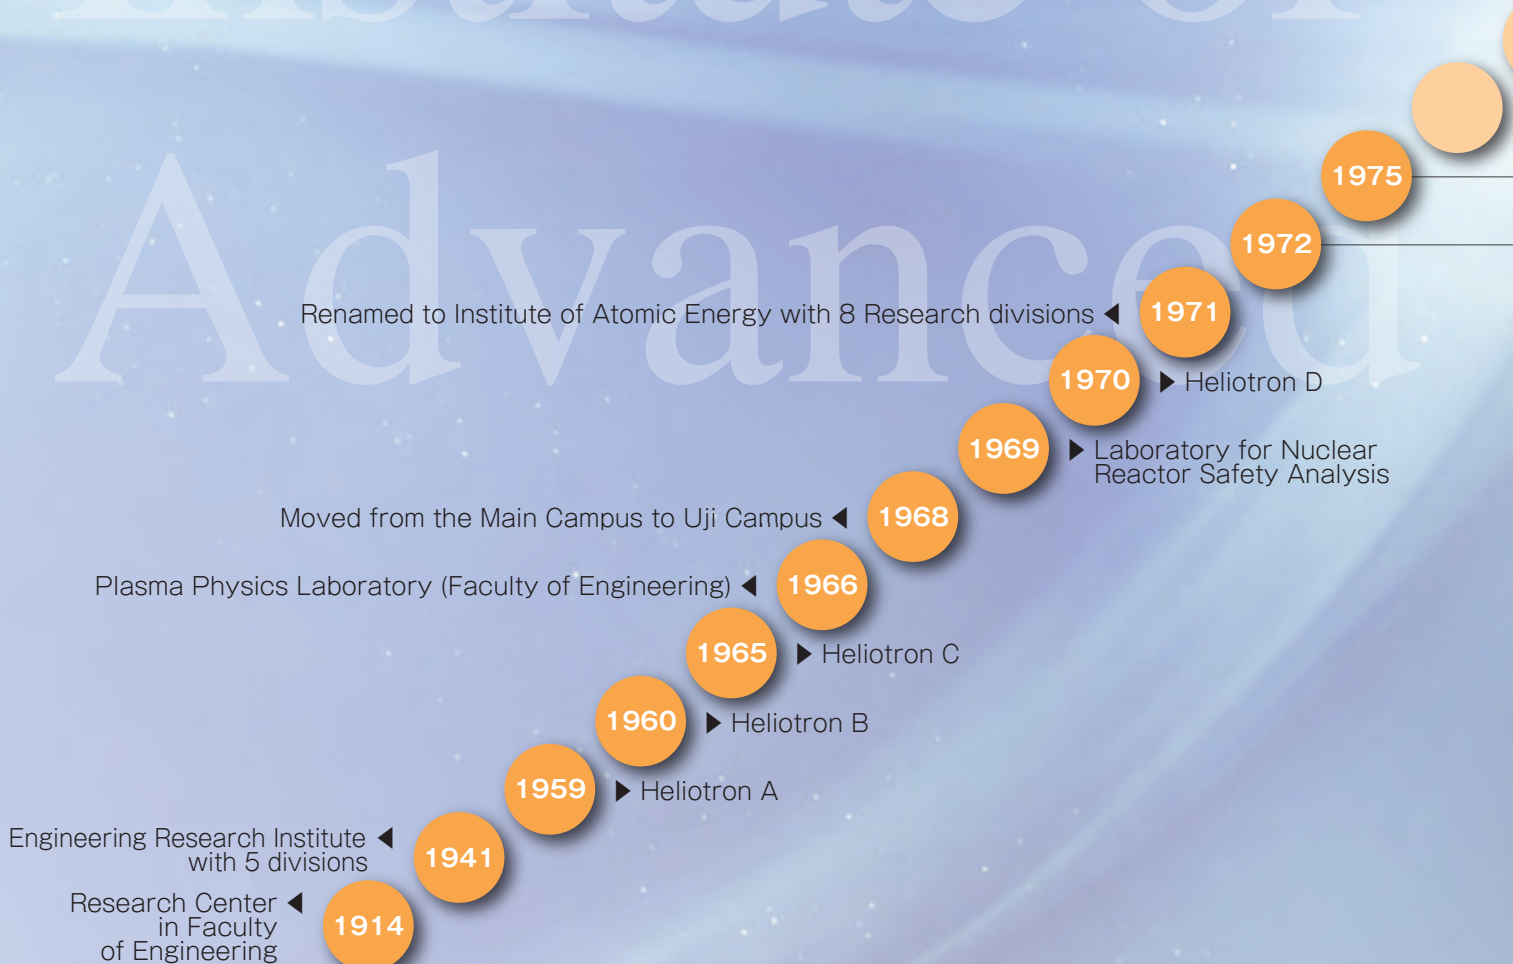 Institute of
Advanced
1975
1972
Renamed to Institute of Atomic Energy with 8 Research divisions ◀ 1971
1970 ▶ Heliotron D
1969 ▶ Laboratory for Nuclear
Reactor Safety Analysis
Moved from the Main Campus to Uji Campus ◀ 1968
Plasma Physics Laboratory (Faculty of Engineering) ◀ 1966
1965 ▶ Heliotron C
1960 ▶ Heliotron B
1959 ▶ Heliotron A
Engineering Research Institute ◀ 1941
with 5 divisions
Research Center ◀ 1914
in Faculty
of Engineering